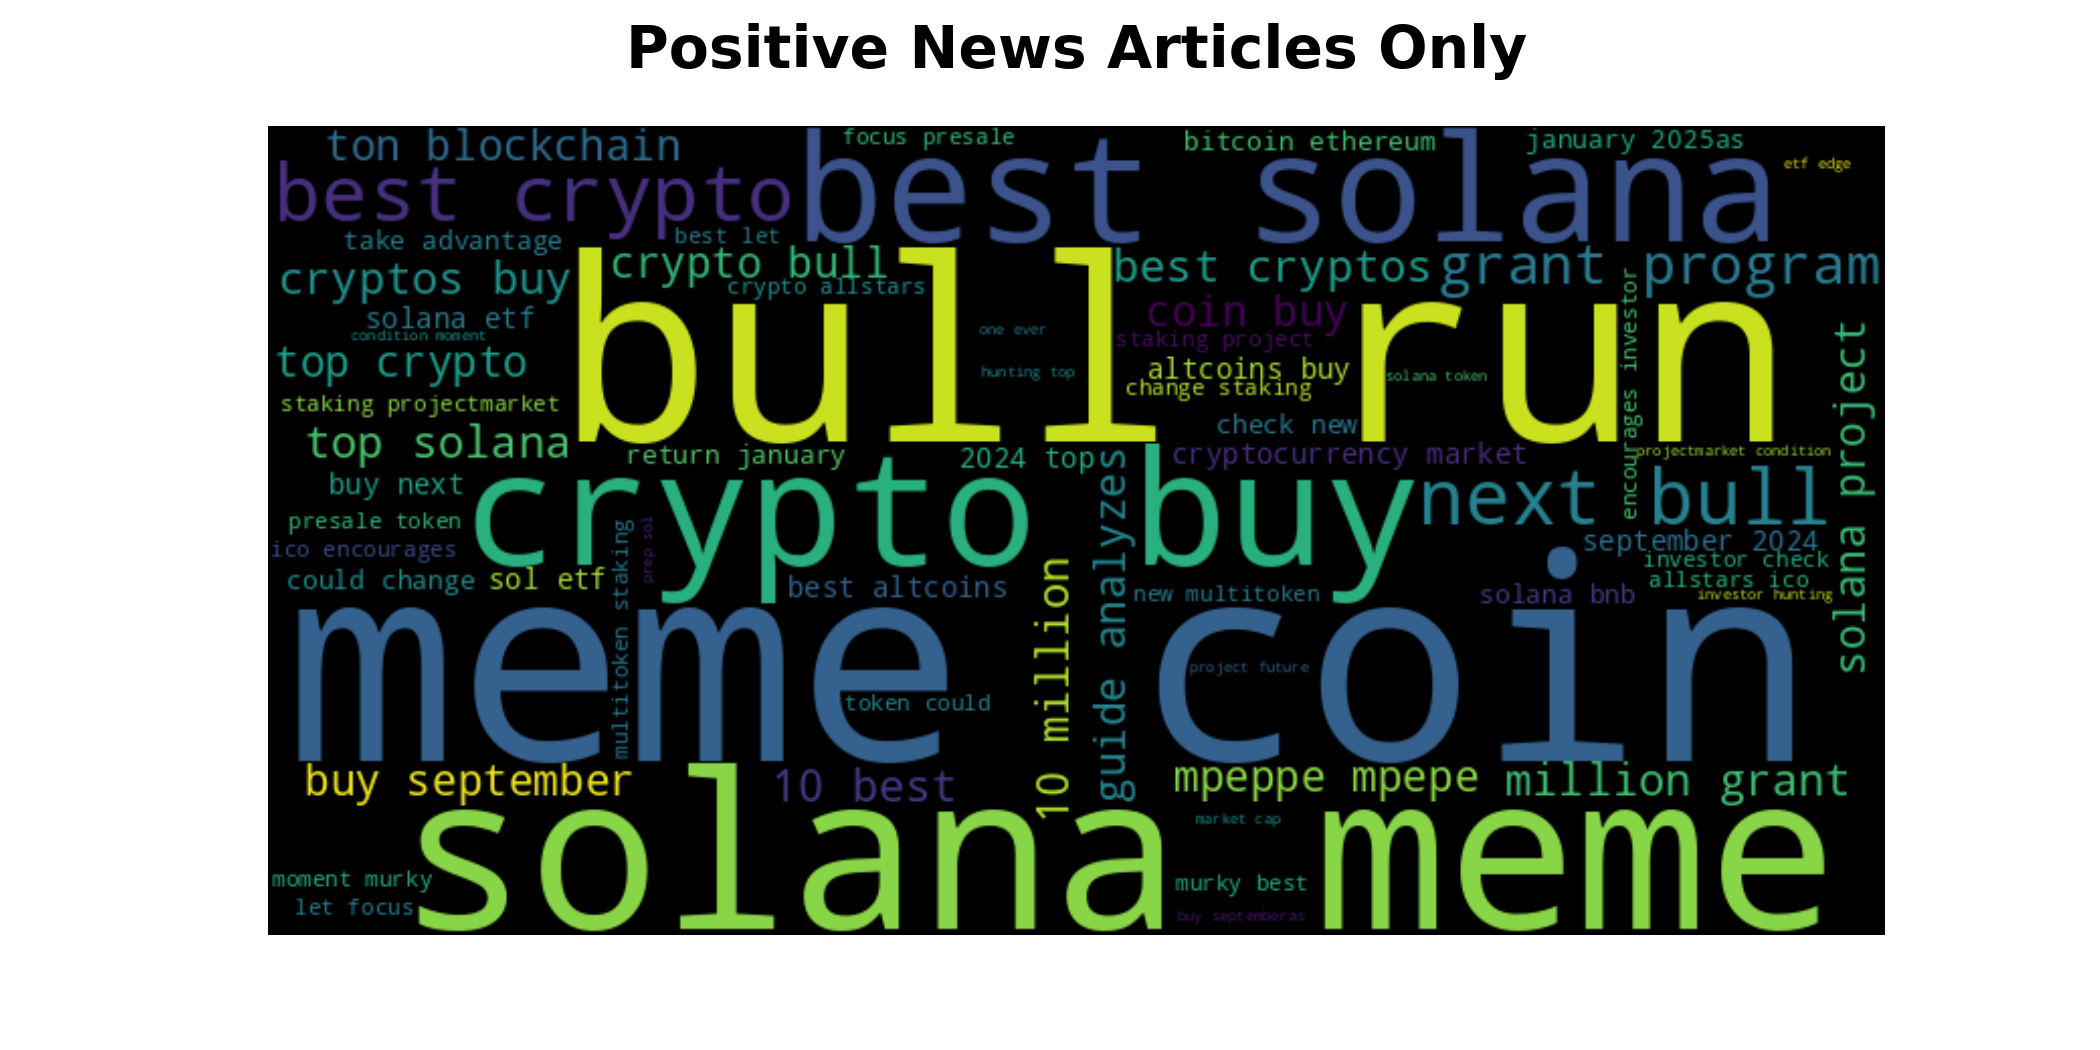 Positive News Articles Only
ton blockchain
focus presale
bitcoin ethereum
january 2025as
etf edge
best crypto
best solana
take advantage
best let
cryptos buy
crypto bull
crypto allstars
best cryptos
grant program
solana etf
condition moment
bull run
one ever
coin buy
staking project
encourages investor
top crypto
hunting top
altcoins buy
solana token
change staking
staking projectmarket
check new
solana project
top solana
return january
2024 top
cryptocurrency market
projectmarket condition
buy next
crypto buy
next bull
guide analyzes
presale token
ico encourages
prep sol
multitoken staking
september 2024
investor check
could change
sol etf
best altcoins
10 million
new multitoken
solana bnb
allstars ico
investor hunting
meme coin
project future
token could
buy september
10 best
mpeppe mpepe
million grant
solana meme
market cap
moment murky
murky best
let focus
buy septemberas